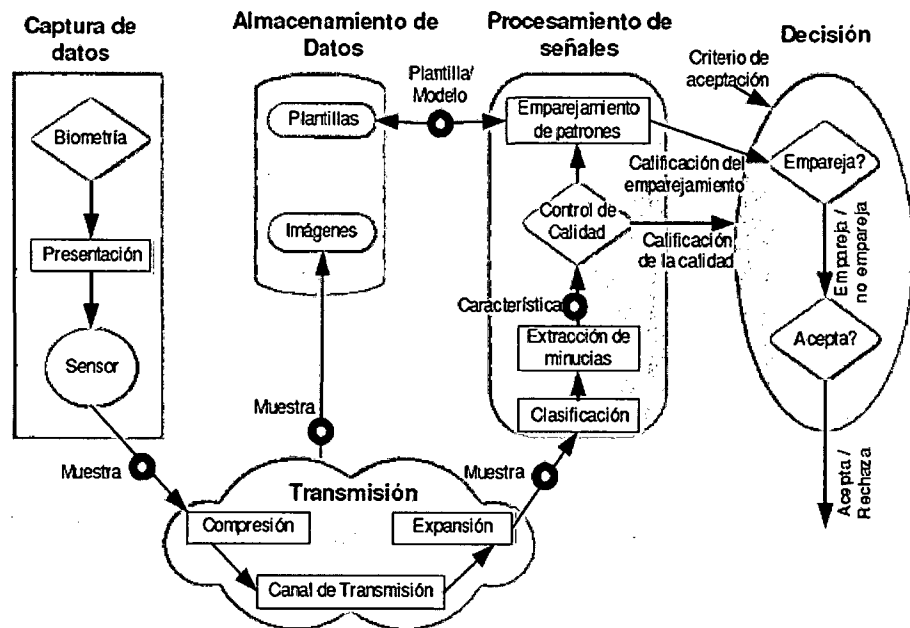 Captura de
datos
Biometría
Presentación
Sensor
Muestra
Almacenamiento de
Datos
Plantillas
Imágenes
Muestra
Plantilla/
Modelo
Procesamiento de
señales
Emparejamiento
de patrones
Control de
Calidad
Característica
Extracción de
minucias
Clasificación
Muestra
Calificación del
emparejamiento
Calificación
de la calidad
Decisión
Criterio de
aceptación
Empareja?
Empareja /
no empareja
Acepta?
Acepta /
Rechaza
Transmisión
Compresión
Expansión
Canal de Transmisión